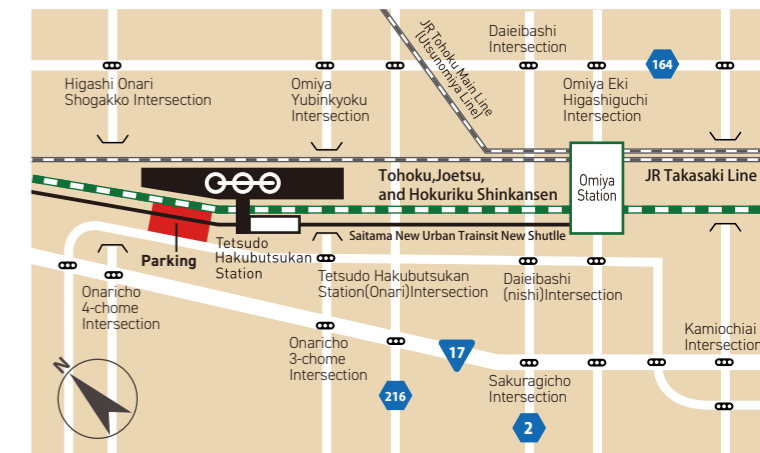 JR Tohoku Main Line
(Utsunomiya Line)
Daieibashi
Intersection
164
Higashi Onari
Shogakko Intersection
Omiya
Yubinkyoku
Intersection
Omiya Eki
Higashiguchi
Intersection
Tohoku,Joetsu,
and Hokuriku Shinkansen
Omiya
Station
JR Takasaki Line
Saitama New Urban Trainsit New Shutlle
Parking
Tetsudo
Hakubutsukan
Station
Tetsudo Hakubutsukan
Station(Onari)Intersection
Daieibashi
(nishi)Intersection
Onaricho
4-chome
Intersection
Onaricho
3-chome
Intersection
17
Kamiochiai
Intersection
N
216
Sakuragicho
Intersection
2